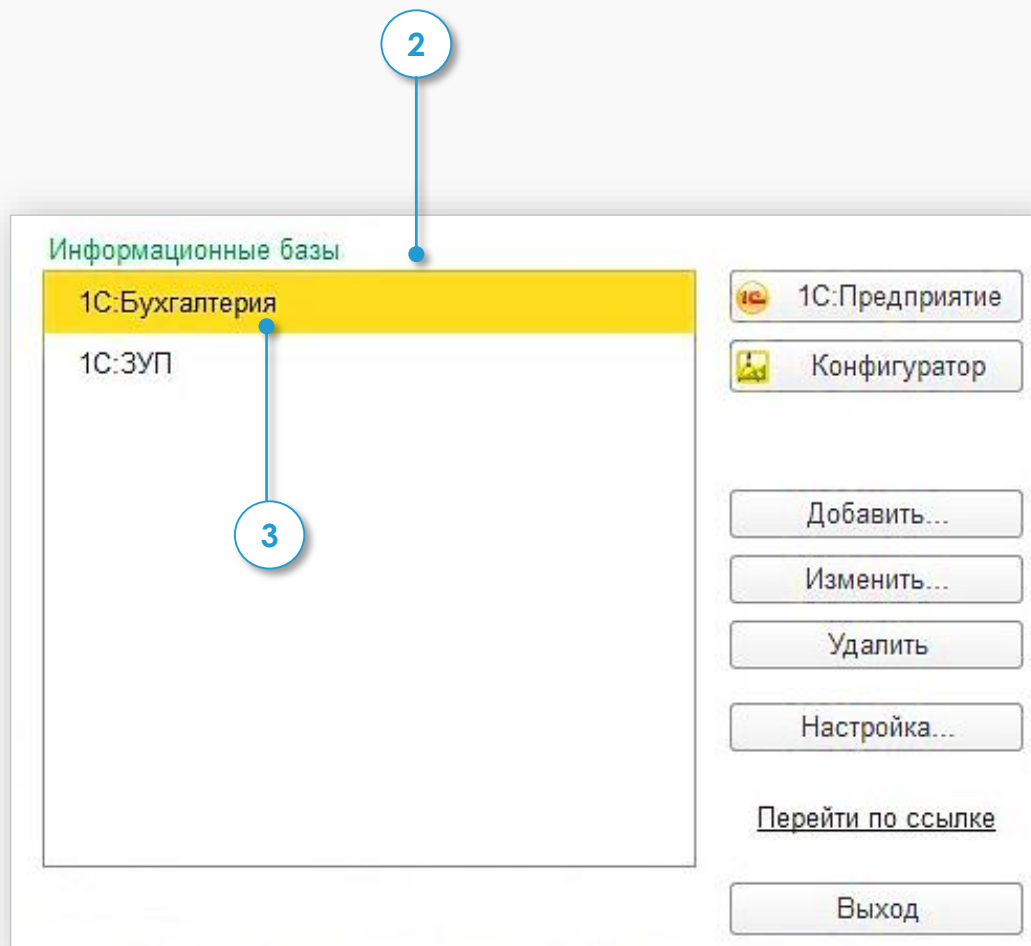 2
Информационные базы
1С:Бухгалтерия
1С:ЗУП
3
1С
1С:Предприятие
Конфигуратор
Добавить...
Изменить...
Удалить
Настройка...
Перейти по ссылке
Выход